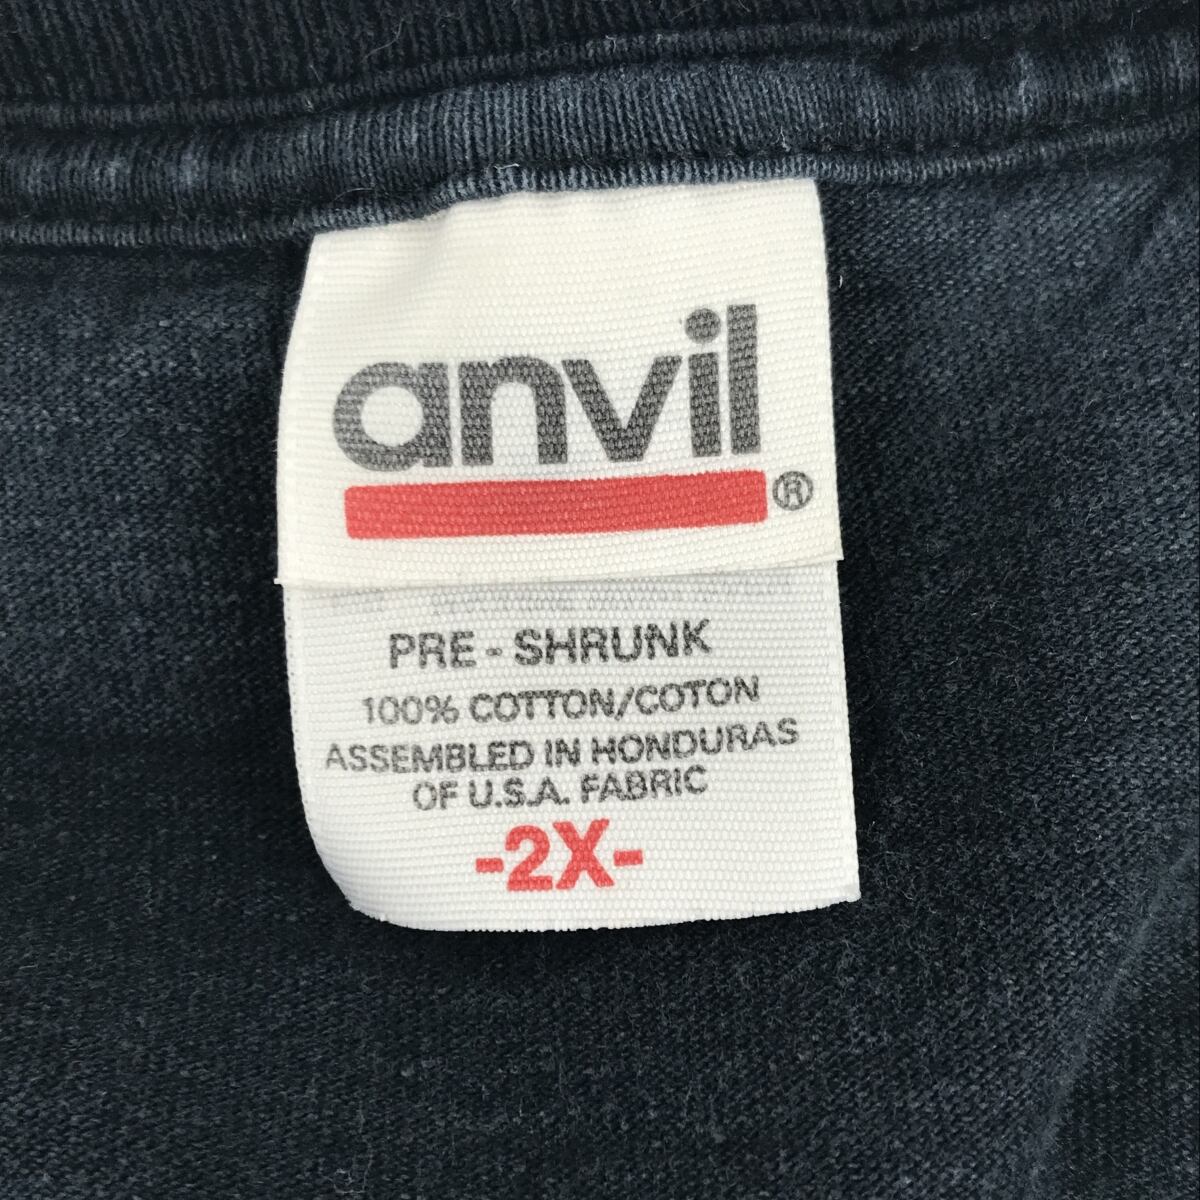 anvil
®
PRE - SHRUNK
100% COTTON/COTON
ASSEMBLED IN HONDURAS
OF U.S.A. FABRIC
-2X-